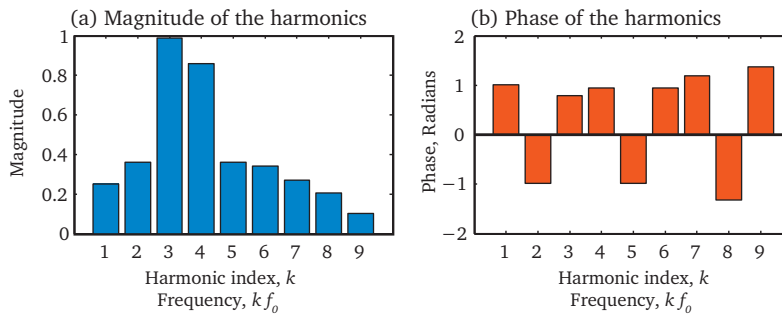 (a) Magnitude of the harmonics
1
0.8
0.6
0.4
0.2
0
Magnitude
1 2 3 4 5 6 7 8 9
Harmonic index, k
Frequency, k f₀
(b) Phase of the harmonics
2
1
0
−1
−2
Phase, Radians
1 2 3 4 5 6 7 8 9
Harmonic index, k
Frequency, k f₀